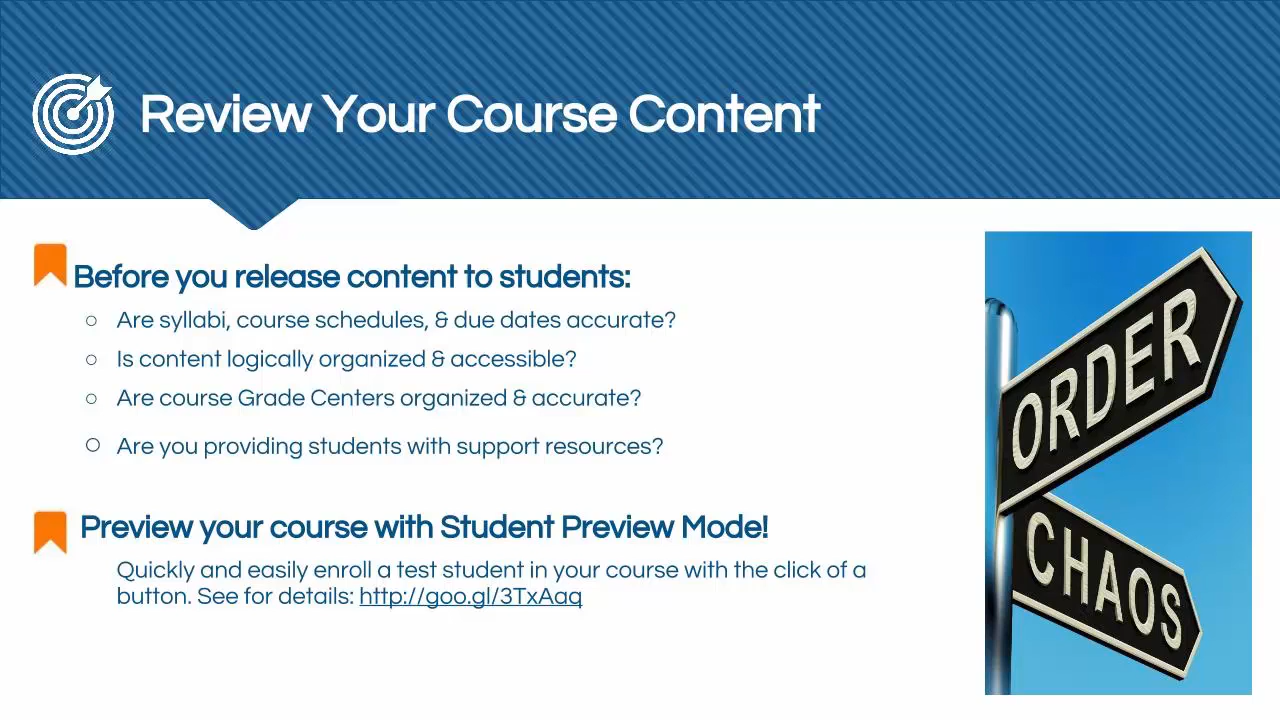 Review Your Course Content
Before you release content to students:
Are syllabi, course schedules, & due dates accurate?
Is content logically organized & accessible?
Are course Grade Centers organized & accurate?
Are you providing students with support resources?
Preview your course with Student Preview Mode!
Quickly and easily enroll a test student in your course with the click of a
button. See for details: http://goo.gl/3TxAaq
ORDER
CHAOS